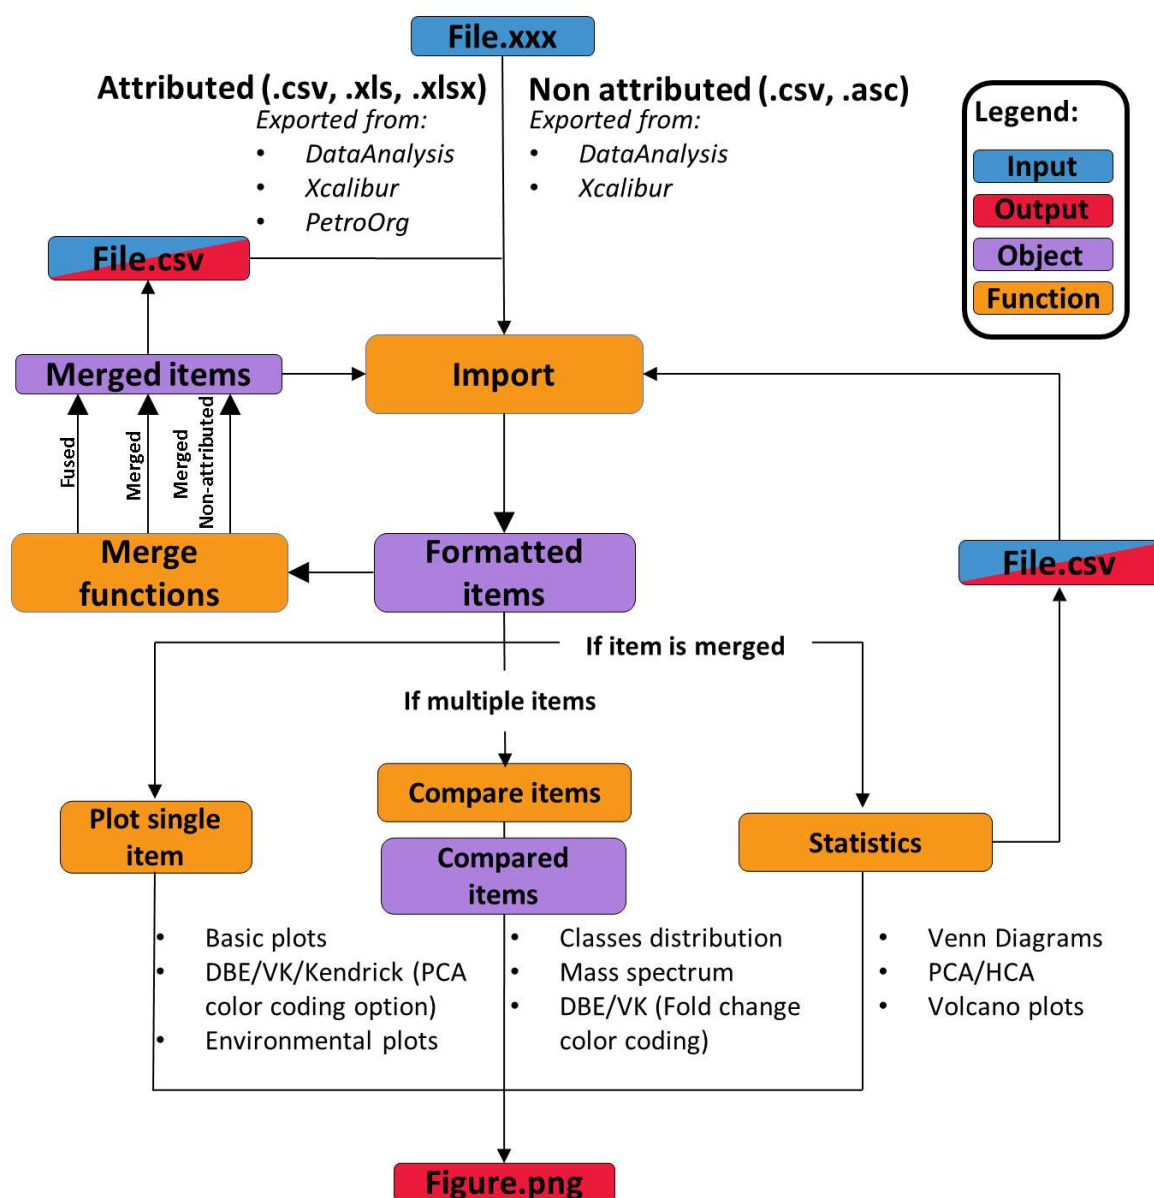 File.xxx
Attributed (.csv, .xls, .xlsx)
Exported from:
• DataAnalysis
• Xcalibur
• PetroOrg
Non attributed (.csv, .asc)
Exported from:
• DataAnalysis
• Xcalibur
Legend:
Input
Output
Object
Function
File.csv
Merged items
Import
Fused
Merged
Merged
Non-attributed
Merge
functions
Formatted
items
File.csv
If item is merged
If multiple items
Plot single
item
Compare items
Compared
items
Statistics
• Basic plots
• DBE/VK/Kendrick (PCA
color coding option)
• Environmental plots
• Classes distribution
• Mass spectrum
• DBE/VK (Fold change
color coding)
• Venn Diagrams
• PCA/HCA
• Volcano plots
Figure.png